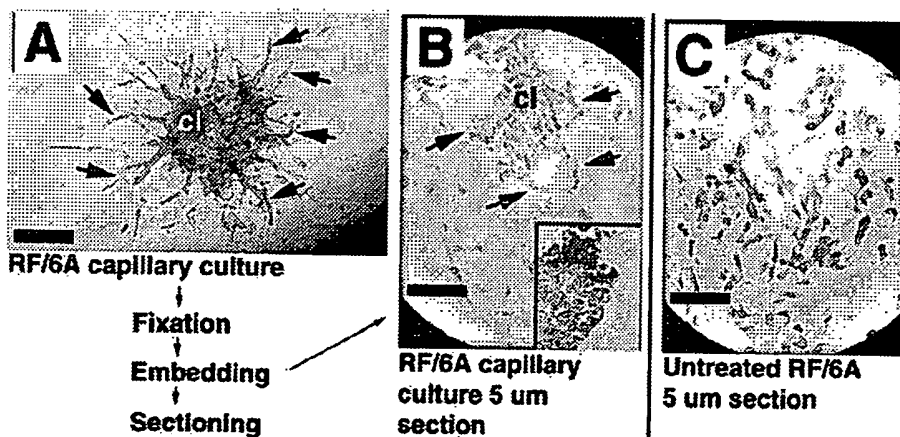 A
cl
RF/6A capillary culture
Fixation
Embedding
Sectioning
B
cl
RF/6A capillary
culture 5 um
section
C
Untreated RF/6A
5 um section